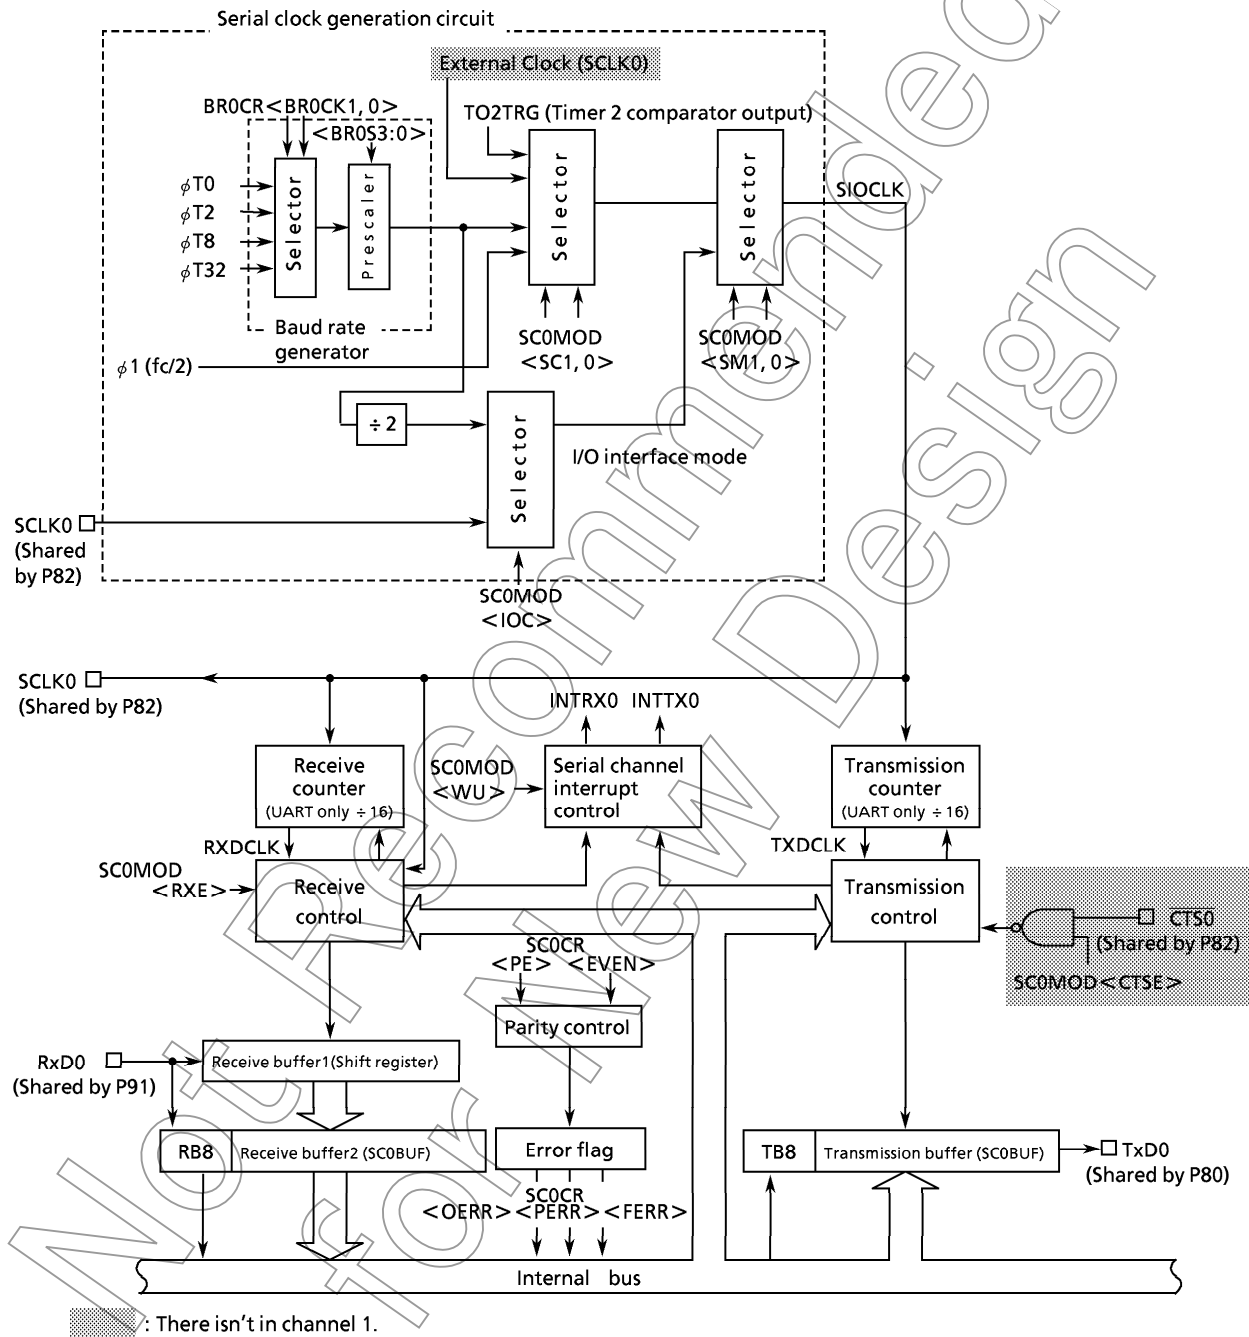 Serial clock generation circuit
External Clock (SCLK0)
BR0CR<BR0CK1, 0>
TO2TRG (Timer 2 comparator output)
<BR0S3:0>
Selector
Prescaler
Selector
Selector
SIOCLK
φT0
φT2
φT8
φT32
Baud rate
generator
SC0MOD
<SC1, 0>
SC0MOD
<SM1, 0>
φ1 (fc/2)
÷ 2
Selector
I/O interface mode
SCLK0
(Shared
by P82)
SC0MOD
<IOC>
SCLK0
(Shared by P82)
INTRX0 INTTX0
Receive
counter
(UART only ÷ 16)
SC0MOD
<WU>
Serial channel
interrupt
control
Transmission
counter
(UART only ÷ 16)
RXDCLK
TXDCLK
SC0MOD
<RXE>
Receive
control
Transmission
control
CTS0
(Shared by P82)
SC0MOD<CTSE>
SC0CR
<PE> <EVEN>
Parity control
RxD0
(Shared by P91)
Receive buffer1(Shift register)
RB8 Receive buffer2 (SC0BUF)
Error flag
TB8 Transmission buffer (SC0BUF)
TxD0
(Shared by P80)
SC0CR
<OERR> <PERR> <FERR>
Internal bus
: There isn't in channel 1.
Not Recommended
for New Design